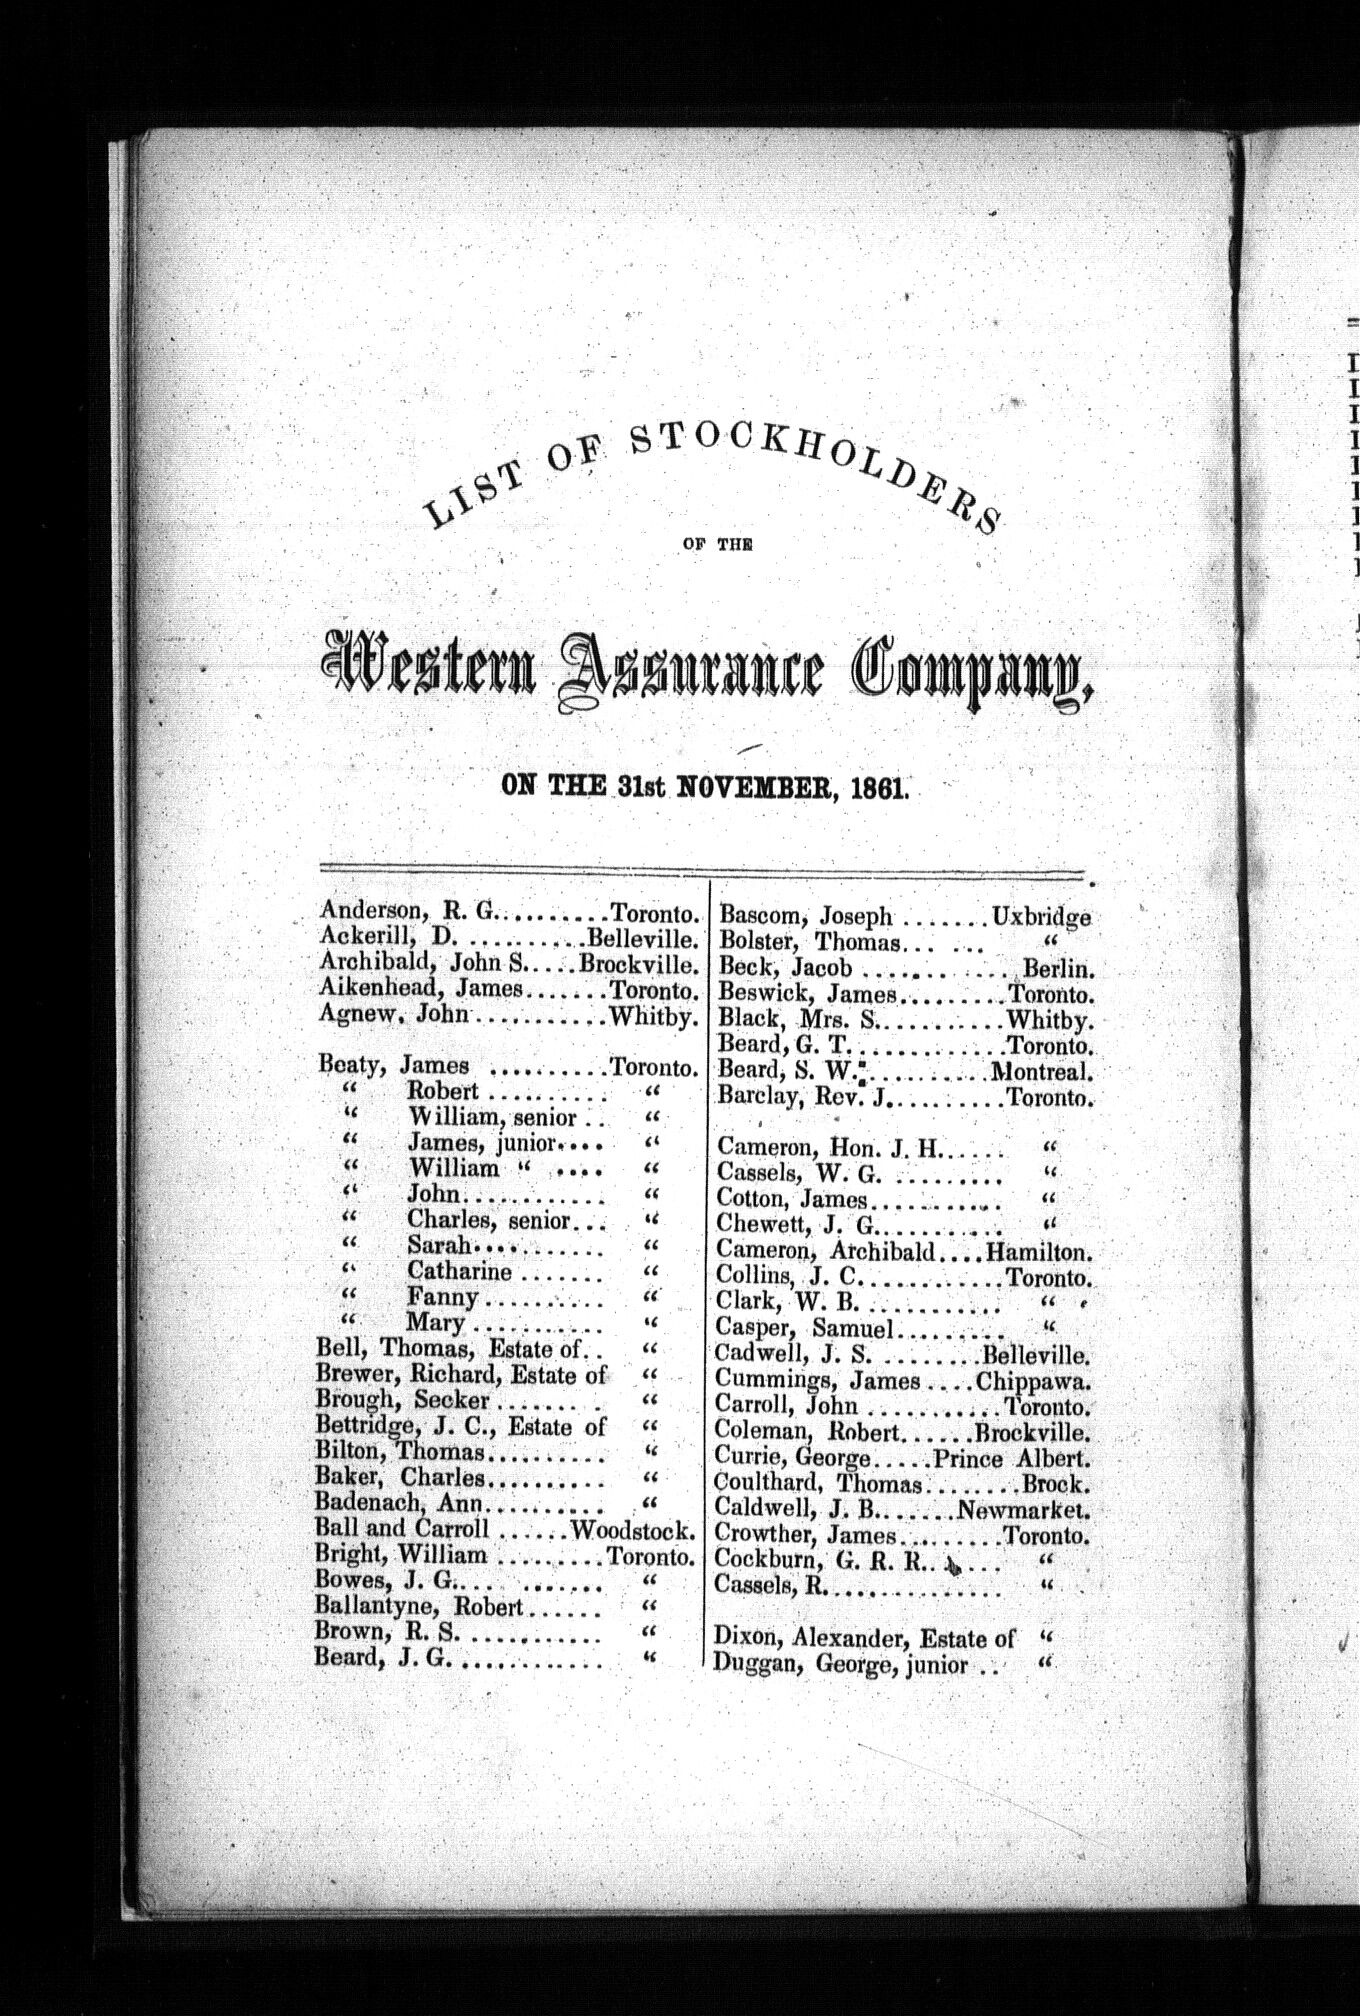 LIST OF STOCKHOLDERS
OF THE
Western Assurance Company,
ON THE 31st NOVEMBER, 1861.
Anderson, R. G...........Toronto.
Ackerill, D. ..........Belleville.
Archibald, John S.....Brockville.
Aikenhead, James.......Toronto.
Agnew, John............Whitby.
Beaty, James ..........Toronto.
“ Robert .......... “
“ William, senior .. “
“ James, junior.... “
“ William “ .... “
“ John............ “
“ Charles, senior... “
“ Sarah........... “
“ Catharine ....... “
“ Fanny.......... “
“ Mary ........... “
Bell, Thomas, Estate of.. “
Brewer, Richard, Estate of “
Brough, Secker ........ “
Bettridge, J. C., Estate of “
Bilton, Thomas.......... “
Baker, Charles.......... “
Badenach, Ann.......... “
Ball and Carroll ......Woodstock.
Bright, William .........Toronto.
Bowes, J. G.... ....... “
Ballantyne, Robert...... “
Brown, R. S. ........... “
Beard, J. G. ............ “
Bascom, Joseph .......Uxbridge
Bolster, Thomas... ... “
Beck, Jacob .......... Berlin.
Beswick, James.........Toronto.
Black, Mrs. S...........Whitby.
Beard, G. T.............Toronto.
Beard, S. W...........Montreal.
Barclay, Rev. J..........Toronto.
Cameron, Hon. J. H...... “
Cassels, W. G. ......... “
Cotton, James........... “
Chewett, J. G........... “
Cameron, Archibald....Hamilton.
Collins, J. C............Toronto.
Clark, W. B. ........... “
Casper, Samuel......... “
Cadwell, J. S. ........Belleville.
Cummings, James ....Chippawa.
Carroll, John ...........Toronto.
Coleman, Robert......Brockville.
Currie, George.....Prince Albert.
Coulthard, Thomas........Brock.
Caldwell, J. B.......Newmarket.
Crowther, James.........Toronto.
Cockburn, G. R. R...... “
Cassels, R............... “
Dixon, Alexander, Estate of “
Duggan, George, junior .. “